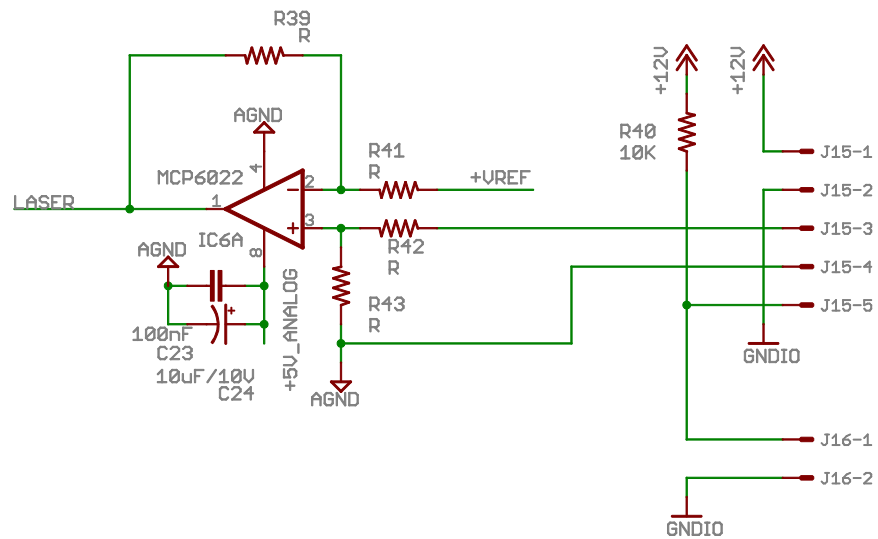 R39
R
+12V
+12V
AGND
R40
10K
R41
R
J15-1
4
MCP6022
2
+VREF
J15-2
LASER
1
3
J15-3
IC6A
8
R42
R
AGND
J15-4
+5V_ANALOG
R43
R
J15-5
+
100nF
C23
10uF/10V
C24
GNDIO
AGND
J16-1
J16-2
GNDIO